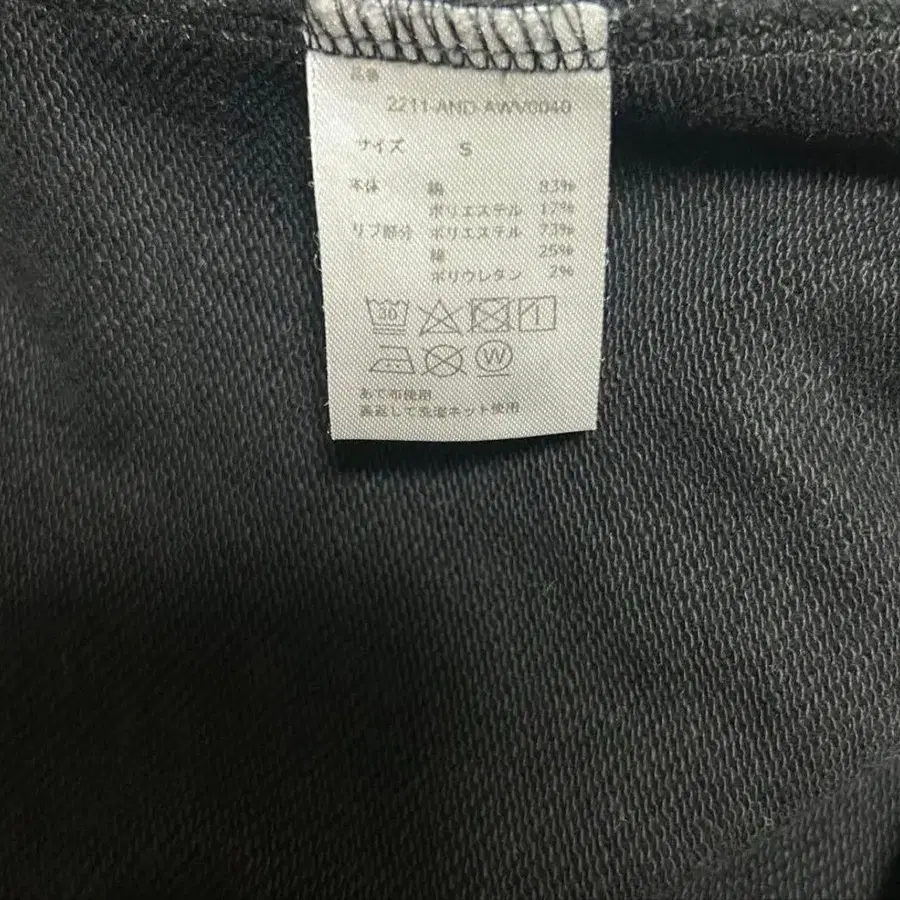 品番
2211-AND-AWV0040
サイズ S
本体 綿 83%
ポリエステル 17%
リブ部分 ポリエステル 73%
綿 25%
ポリウレタン 2%
30
W
あて布使用
裏返して洗濯ネット使用